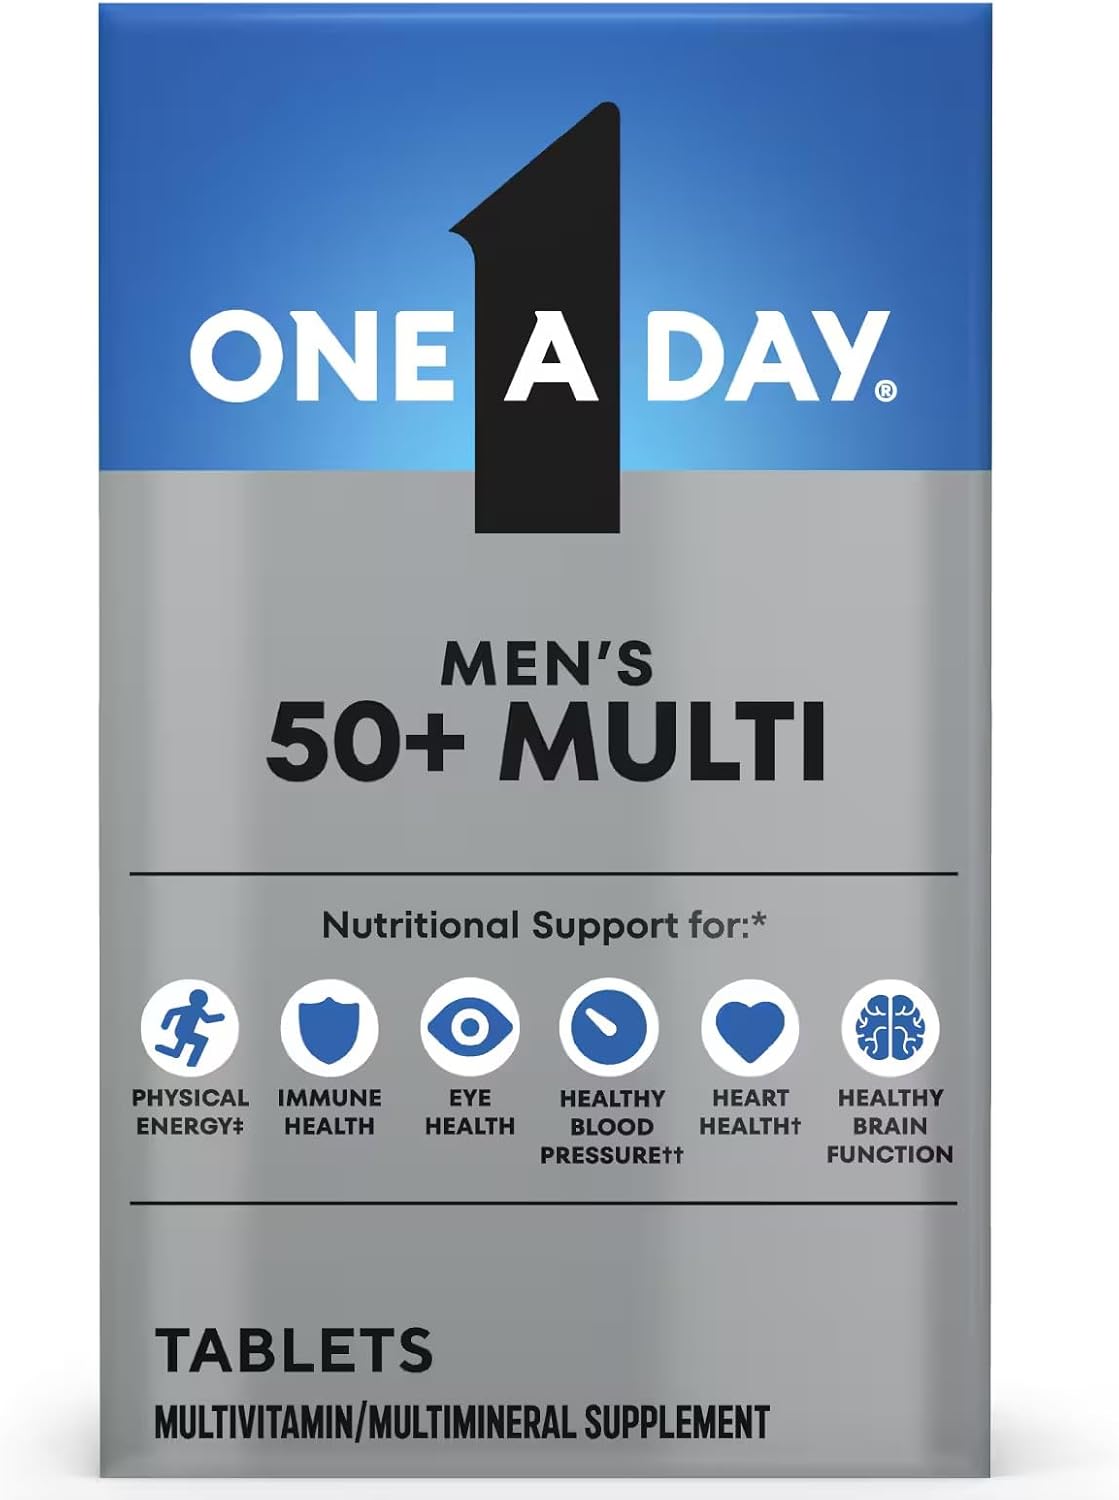 ONE A DAY®
MEN'S
50+ MULTI
Nutritional Support for:*
PHYSICAL
ENERGY‡
IMMUNE
HEALTH
EYE
HEALTH
HEALTHY
BLOOD
PRESSURE††
HEART
HEALTH†
HEALTHY
BRAIN
FUNCTION
TABLETS
MULTIVITAMIN/MULTIMINERAL SUPPLEMENT